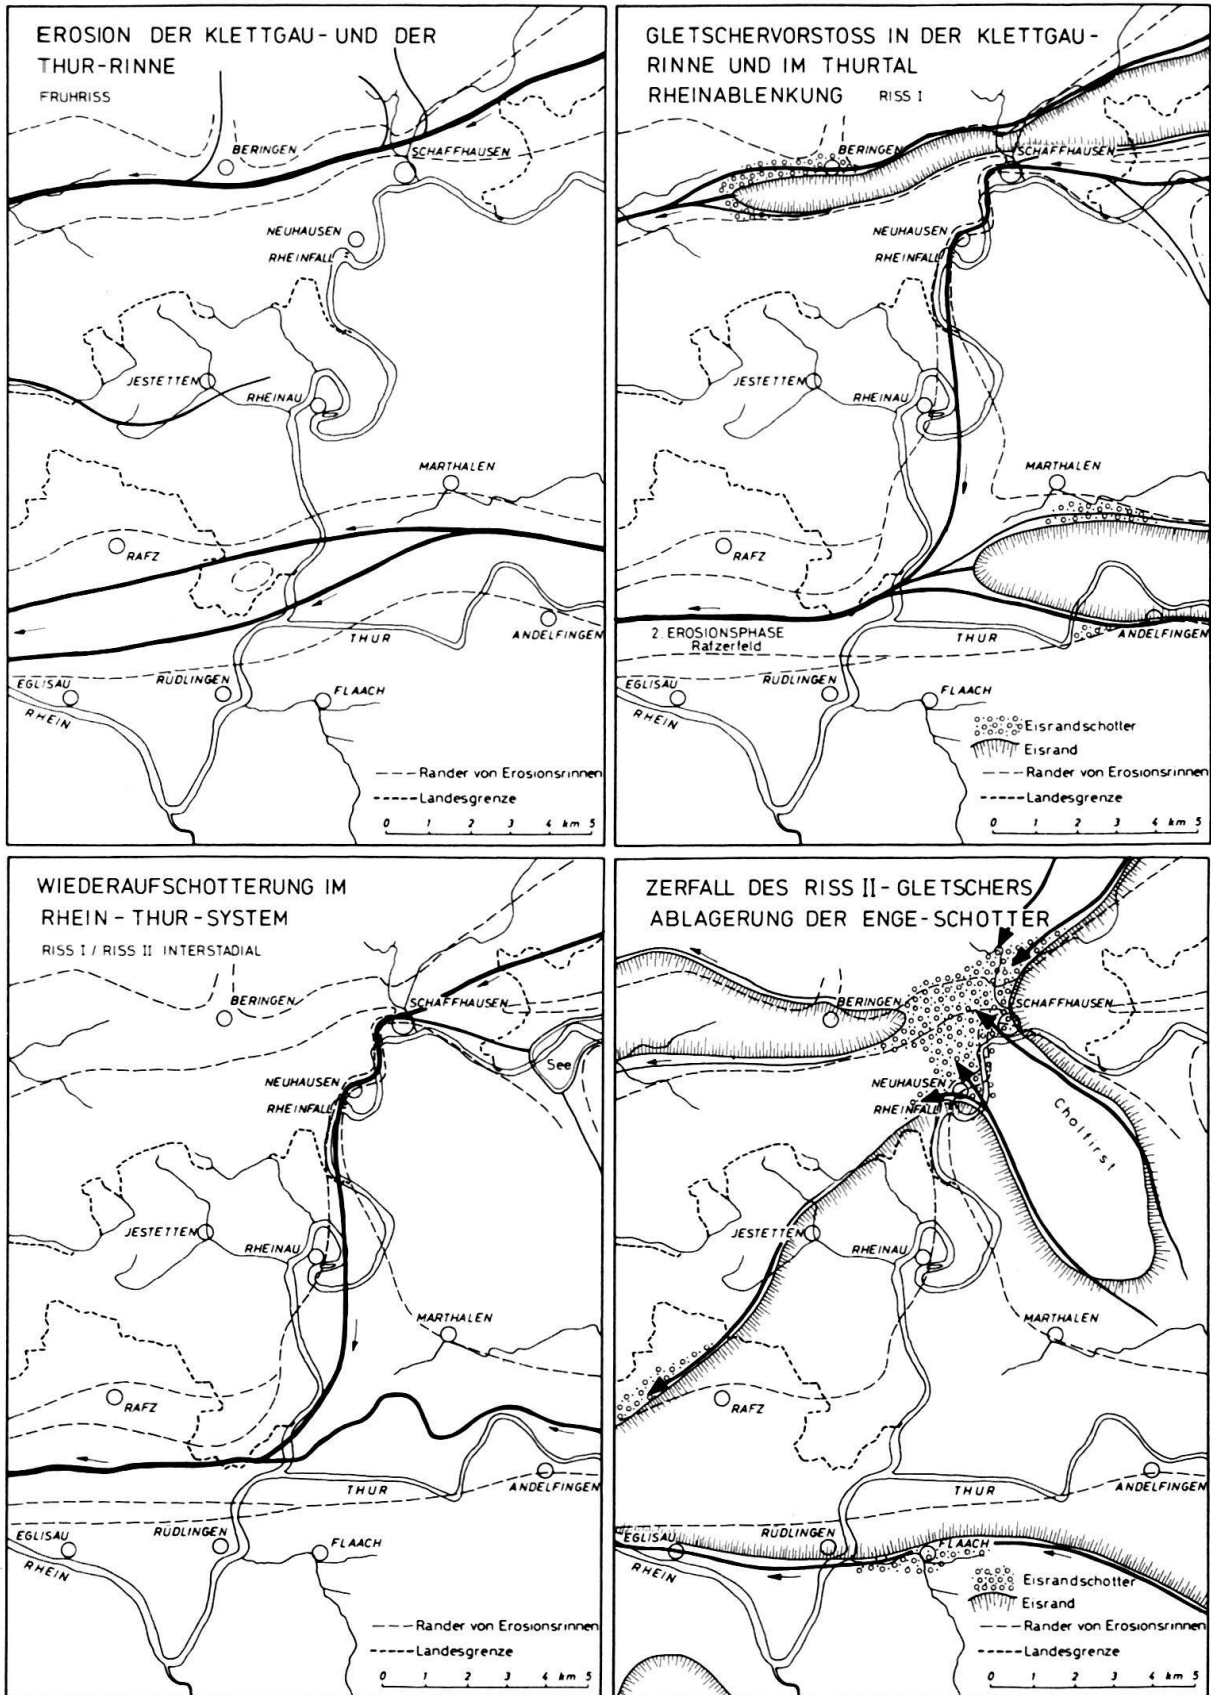 EROSION DER KLETTGAU- UND DER
THUR-RINNE
FRUHRISS
BERINGEN
SCHAFFHAUSEN
NEUHAUSEN
RHEINFALL
JESTETTEN
RHEINAU
MARTHALEN
RAFZ
THUR
ANDELFINGEN
EGLISAU
RÜDLINGEN
FLAACH
RHEIN
Rander von Erosionsrinnen
Landesgrenze
0 1 2 3 4 km 5
GLETSCHERVORSTOSS IN DER KLETTGAU-
RINNE UND IM THURTAL
RHEINABLENKUNG RISS I
BERINGEN
SCHAFFHAUSEN
NEUHAUSEN
RHEINFALL
JESTETTEN
RHEINAU
MARTHALEN
RAFZ
2. EROSIONSPHASE
Rafzerfeld
THUR
ANDELFINGEN
EGLISAU
RÜDLINGEN
FLAACH
RHEIN
Eisrandschotter
Eisrand
Rander von Erosionsrinnen
Landesgrenze
0 1 2 3 4 km 5
WIEDERAUFSCHOTTERUNG IM
RHEIN-THUR-SYSTEM
RISS I / RISS II INTERSTADIAL
BERINGEN
SCHAFFHAUSEN
See
NEUHAUSEN
RHEINFALL
JESTETTEN
RHEINAU
MARTHALEN
RAFZ
THUR
ANDELFINGEN
EGLISAU
RÜDLINGEN
FLAACH
RHEIN
Rander von Erosionsrinnen
Landesgrenze
0 1 2 3 4 km 5
ZERFALL DES RISS II-GLETSCHERS
ABLAGERUNG DER ENGE-SCHOTTER
BERINGEN
SCHAFFHAUSEN
NEUHAUSEN
RHEINFALL
Cholfirst
JESTETTEN
RHEINAU
MARTHALEN
RAFZ
THUR
ANDELFINGEN
EGLISAU
RÜDLINGEN
FLAACH
RHEIN
Eisrandschotter
Eisrand
Rander von Erosionsrinnen
Landesgrenze
0 1 2 3 4 km 5